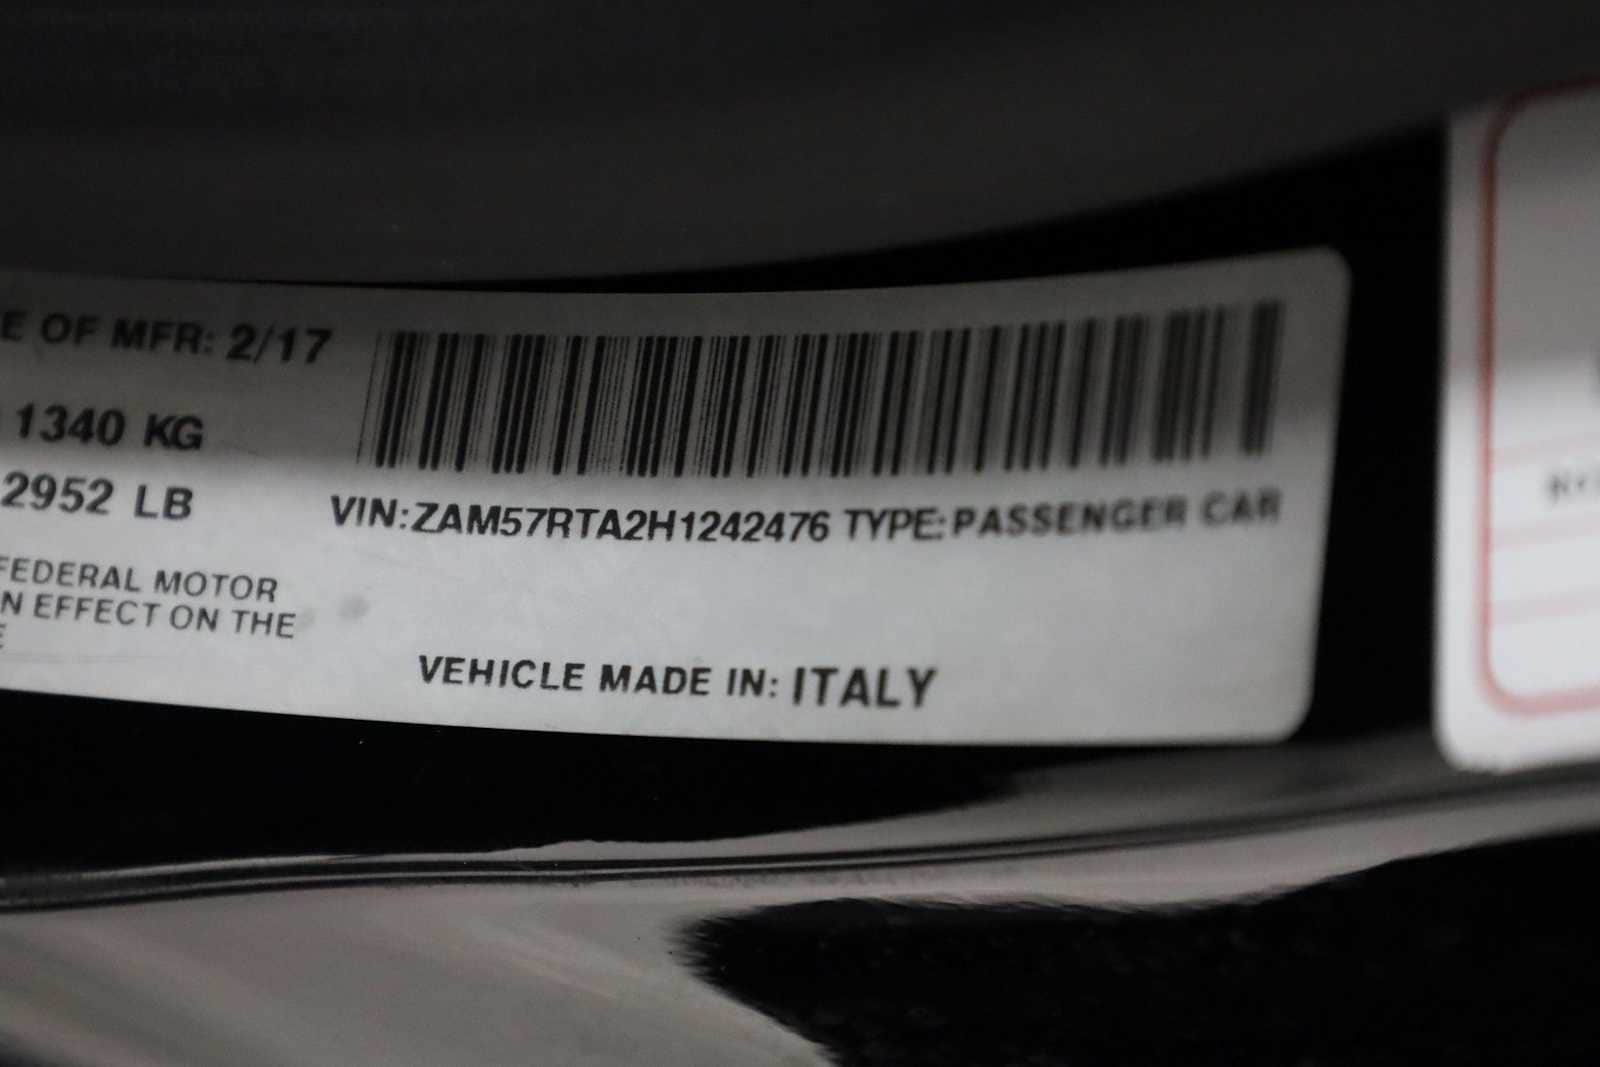 E OF MFR: 2/17
1340 KG
2952 LB
VIN:ZAM57RTA2H1242476 TYPE:PASSENGER CAR
FEDERAL MOTOR
N EFFECT ON THE
E
VEHICLE MADE IN: ITALY